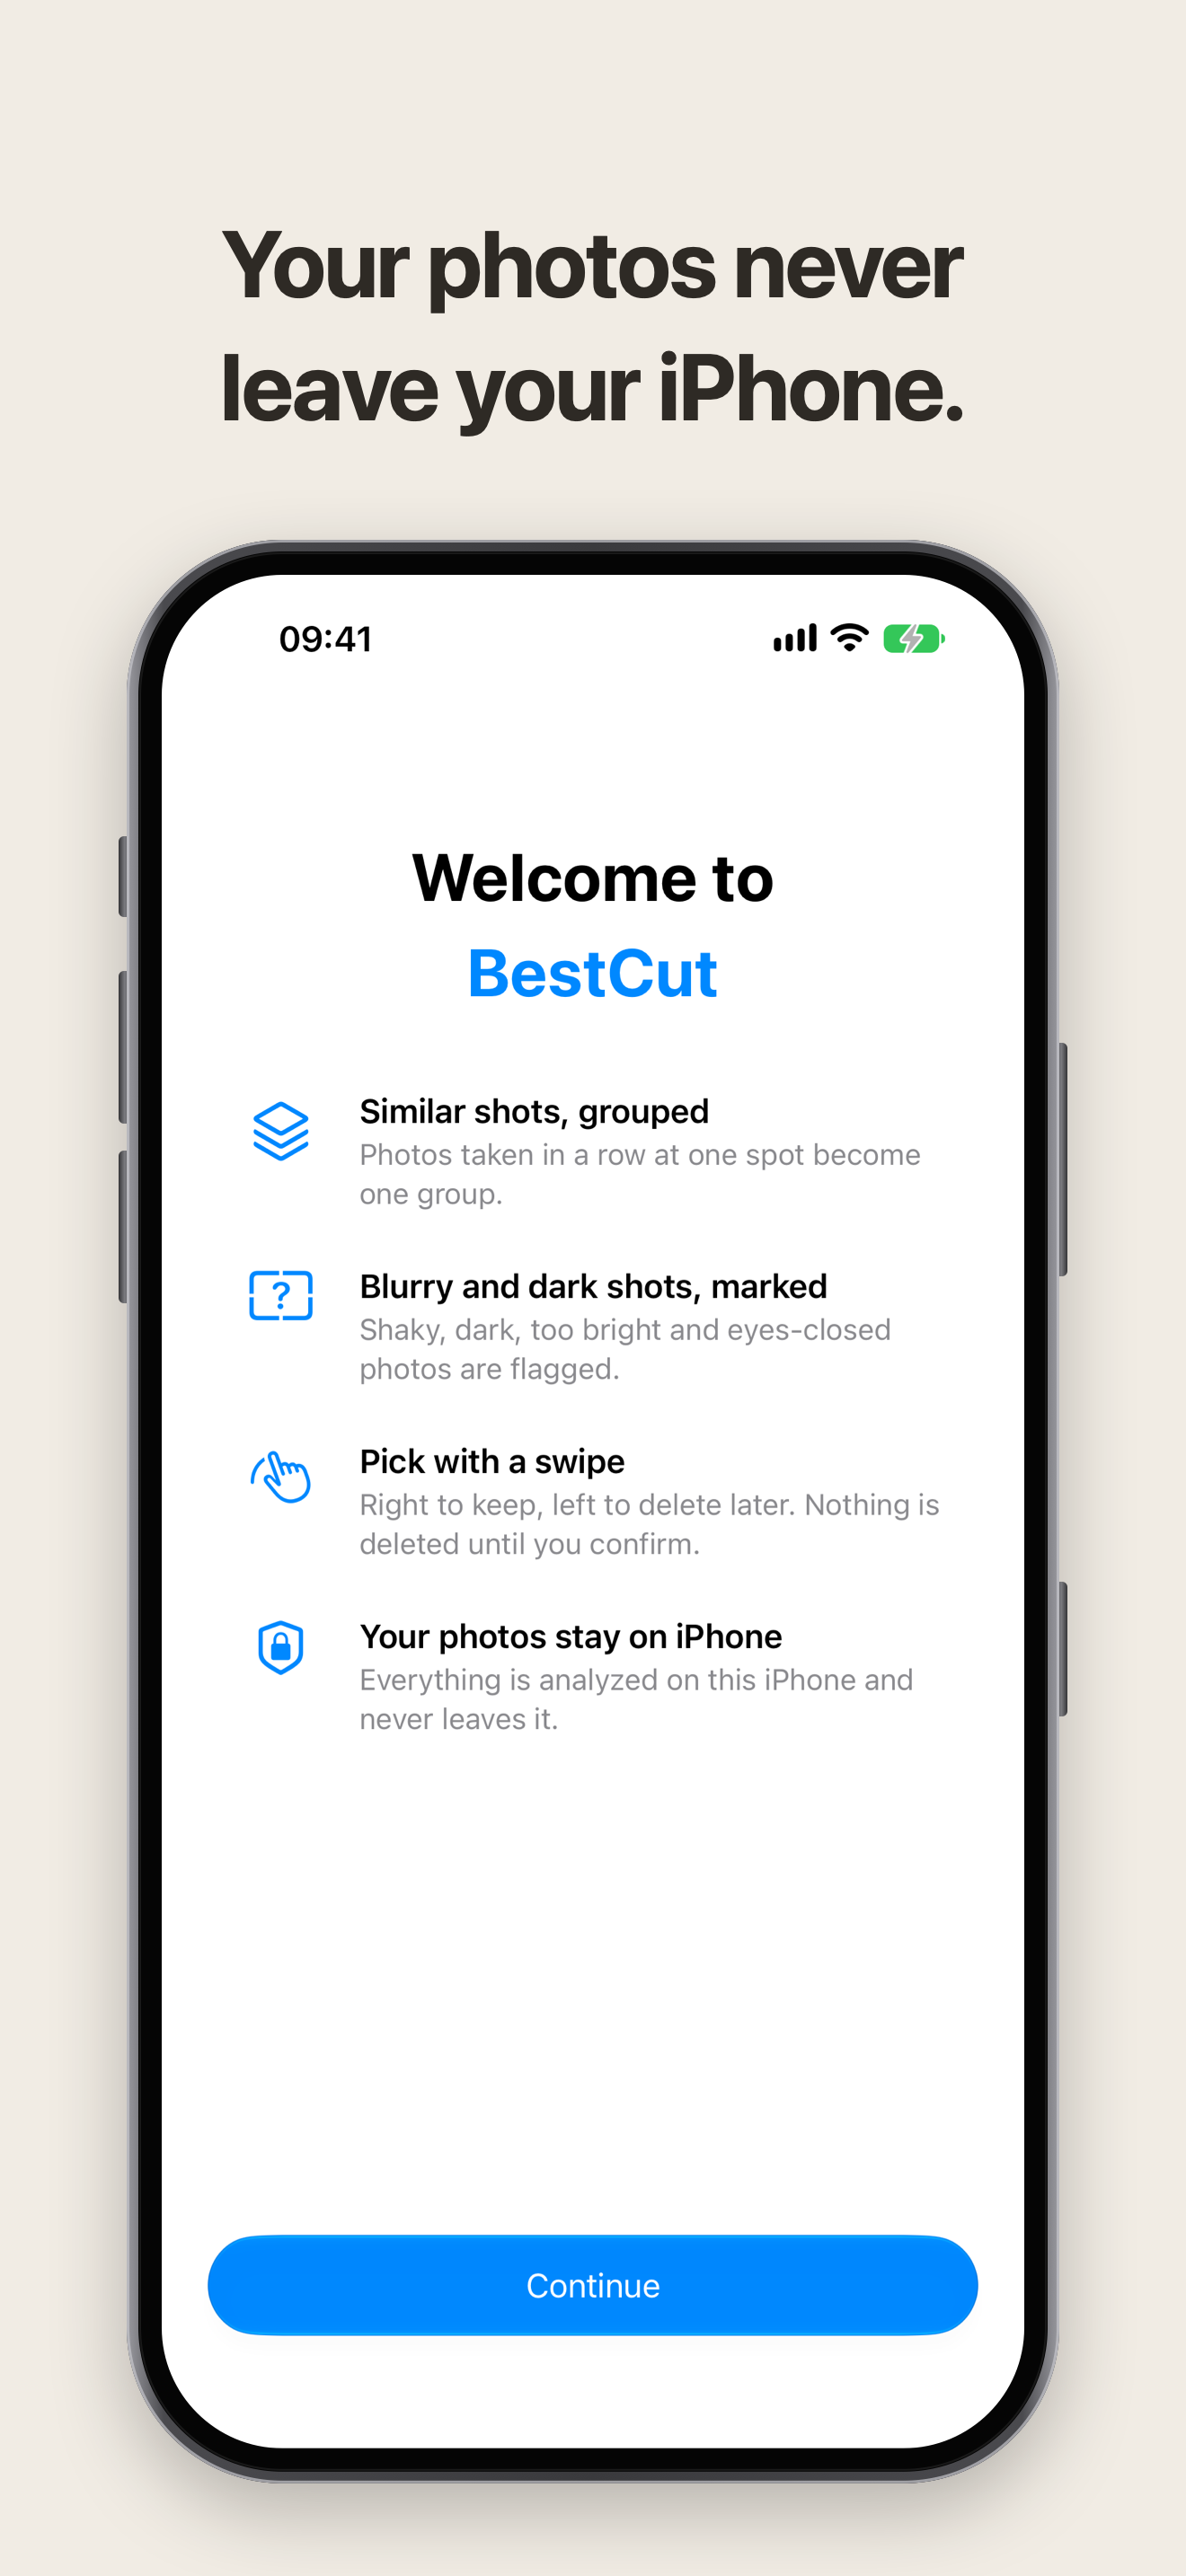 Your photos never
leave your iPhone.
09:41
Welcome to
BestCut
Similar shots, grouped
Photos taken in a row at one spot become
one group.
?
Blurry and dark shots, marked
Shaky, dark, too bright and eyes-closed
photos are flagged.
Pick with a swipe
Right to keep, left to delete later. Nothing is
deleted until you confirm.
Your photos stay on iPhone
Everything is analyzed on this iPhone and
never leaves it.
Continue